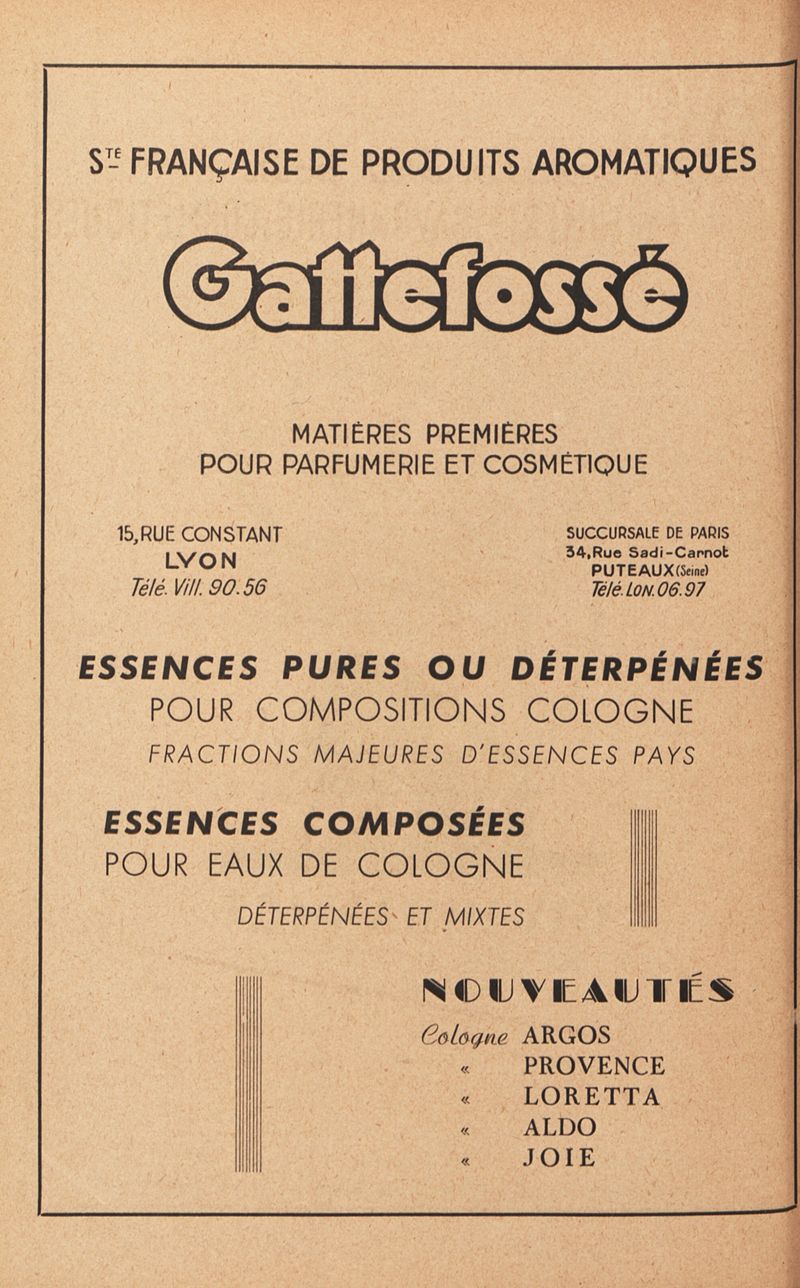 STÉ FRANÇAISE DE PRODUITS AROMATIQUES
Gattefossé
MATIÈRES PREMIÈRES
POUR PARFUMERIE ET COSMÉTIQUE
15, RUE CONSTANT
LYON
Télé. Vill. 90.56
SUCCURSALE DE PARIS
34, Rue Sadi-Carnot
PUTEAUX (Seine)
Télé. LON. 06.97
ESSENCES PURES OU DÉTERPÉNÉES
POUR COMPOSITIONS COLOGNE
FRACTIONS MAJEURES D'ESSENCES PAYS
ESSENCES COMPOSÉES
POUR EAUX DE COLOGNE
DÉTERPÉNÉES ET MIXTES
NOUVEAUTÉS
Cologne ARGOS
« PROVENCE
« LORETTA
« ALDO
« JOIE